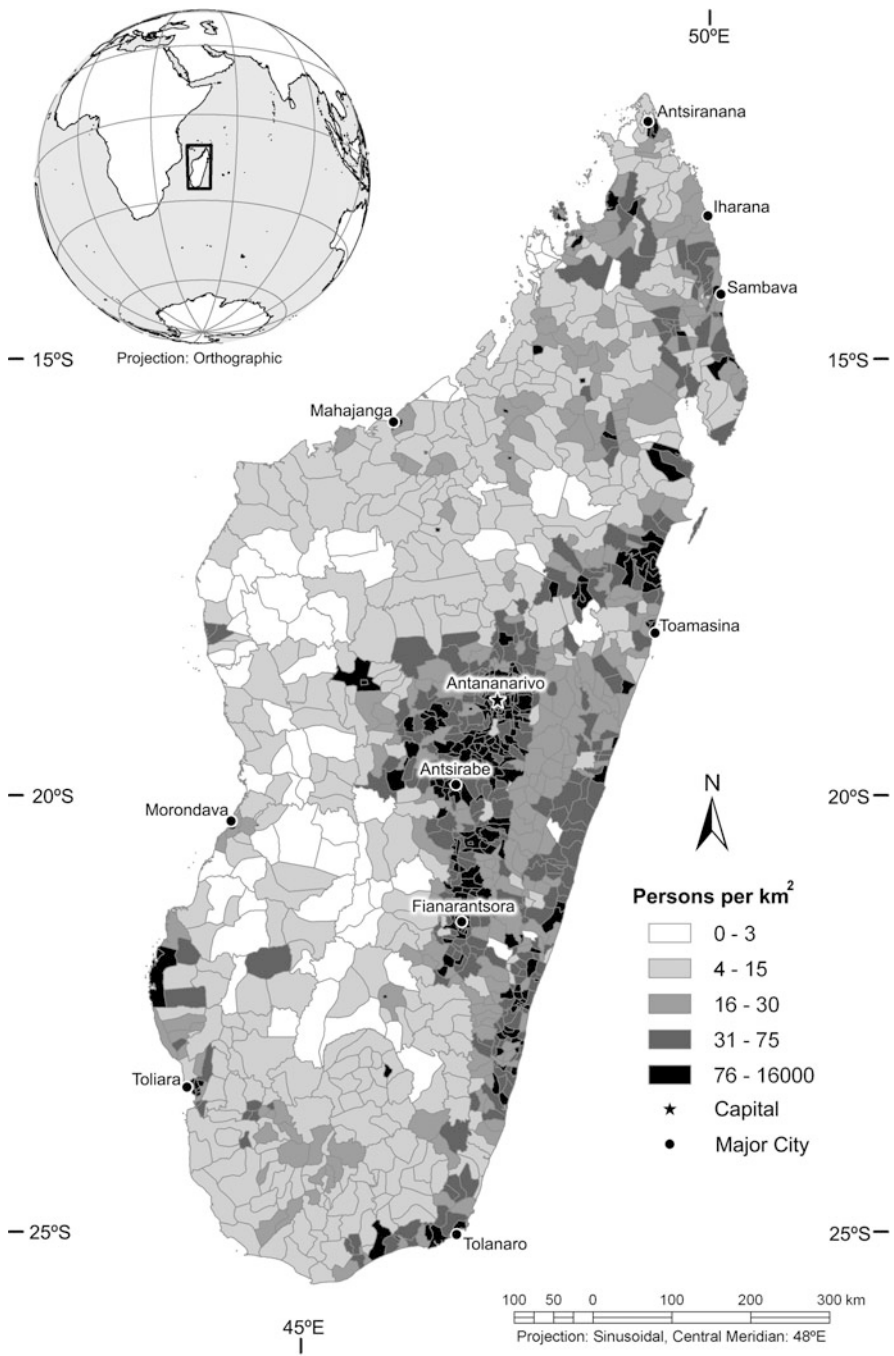 50ºE
Antsiranana
Iharana
Sambava
Projection: Orthographic
15ºS
15ºS
Mahajanga
Toamasina
Antananarivo
Antsirabe
20ºS
20ºS
Morondava
N
Persons per km²
Fianarantsora
0 - 3
4 - 15
16 - 30
31 - 75
76 - 16000
Toliara
Capital
Major City
25ºS
25ºS
Tolanaro
100 50 0 100 200 300 km
45ºE
Projection: Sinusoidal, Central Meridian: 48ºE